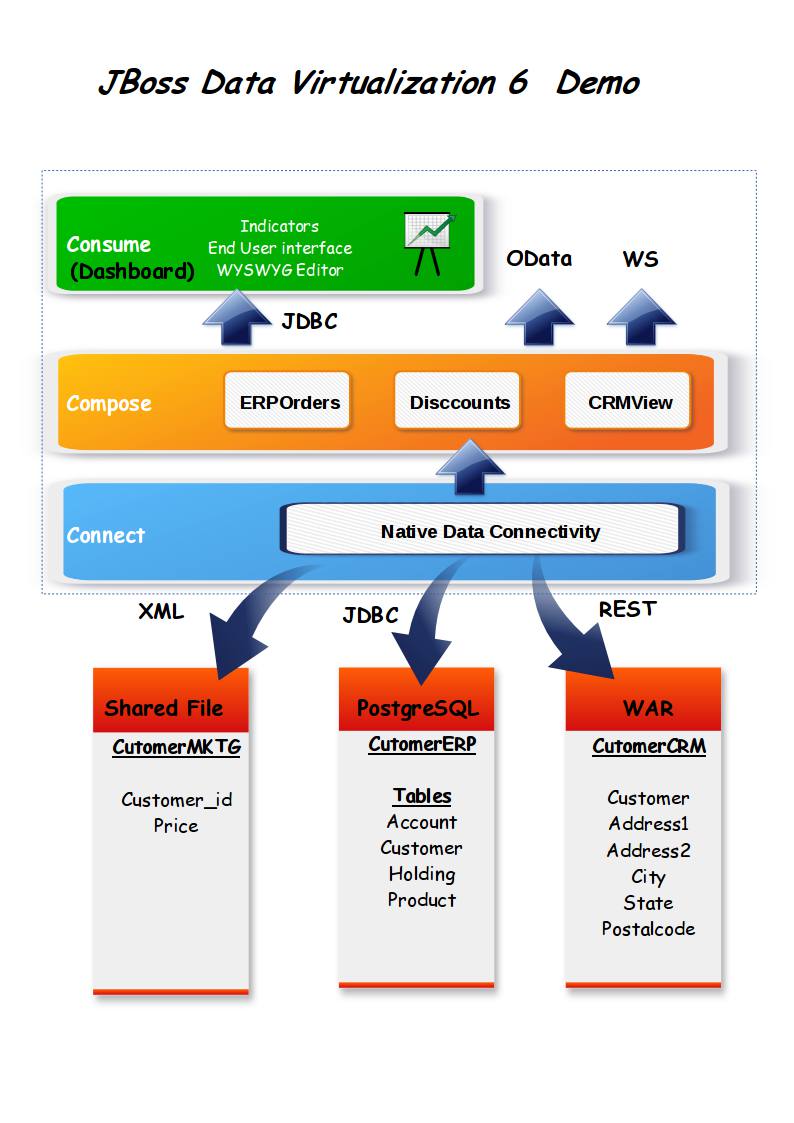 JBoss Data Virtualization 6 Demo
Consume
(Dashboard)
Indicators
End User interface
WYSWYG Editor
OData
WS
JDBC
Compose
ERPOrders
Disccounts
CRMView
Connect
Native Data Connectivity
XML
JDBC
REST
Shared File
CutomerMKTG
Customer_id
Price
PostgreSQL
CutomerERP
Tables
Account
Customer
Holding
Product
WAR
CutomerCRM
Customer
Address1
Address2
City
State
Postalcode